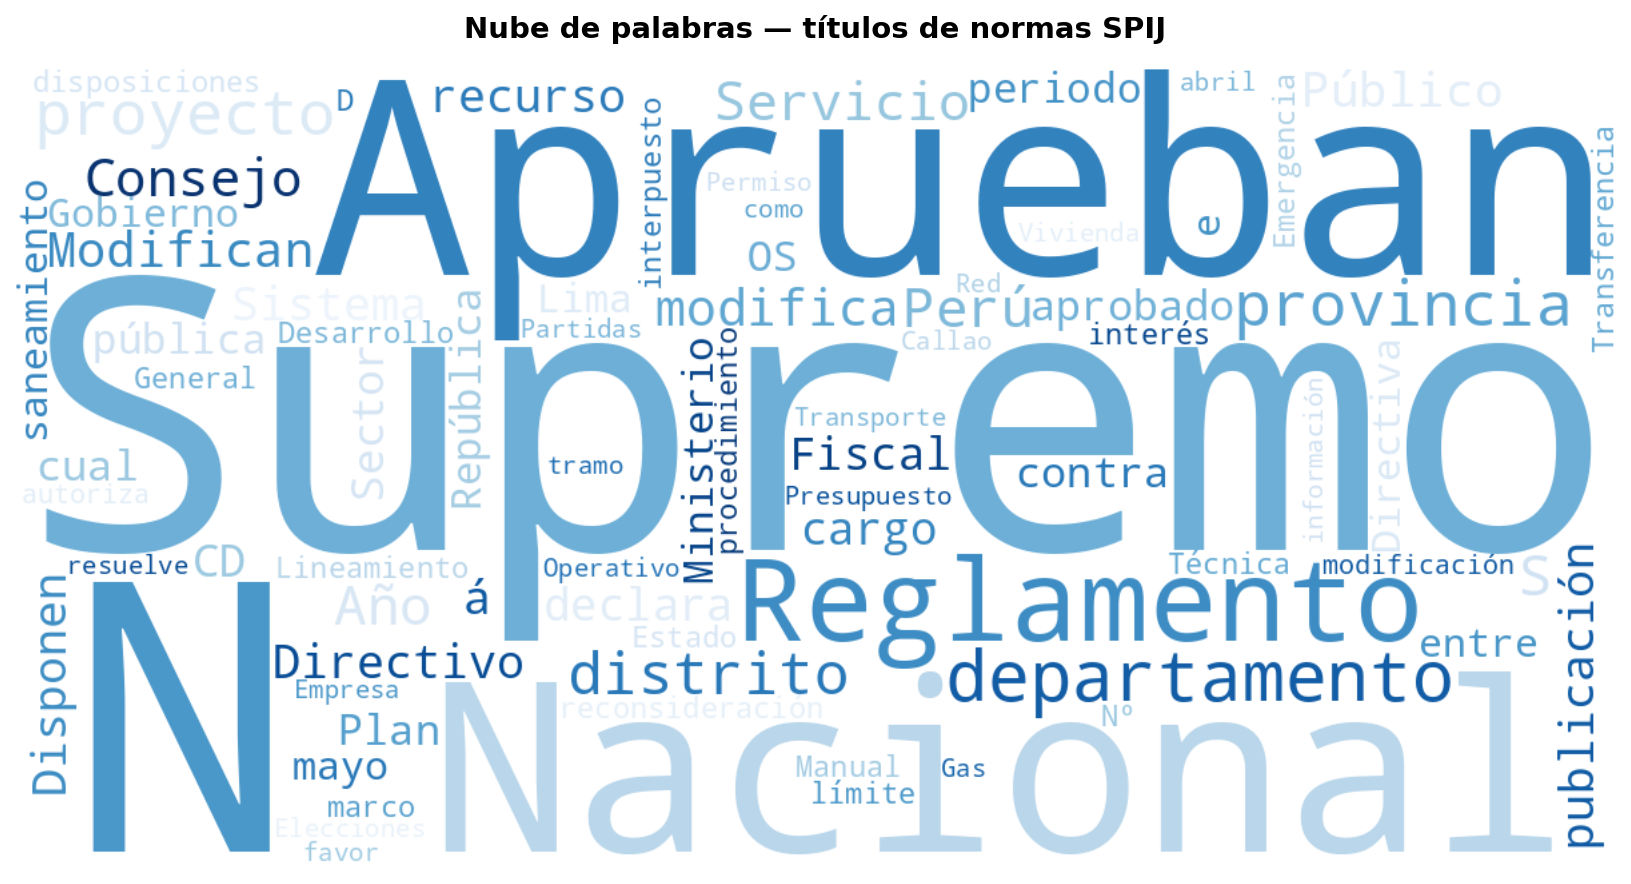 Nube de palabras — títulos de normas SPIJ
disposiciones
proyecto
D
Aprueban
recurso
interpuesto
Servicio
periodo
abril
Emergencia
Público
Transferencia
Consejo
Gobierno
Modifican
saneamiento
Permiso
como
OS
Vivienda
e
Sistema
Lima
Red
modifica
Perú
aprobado
provincia
pública
Desarrollo
República
Partidas
Callao
interés
General
Sector
Supremo
Ministerio
procedimiento
Transporte
Fiscal
contra
información
Directiva
cual
autoriza
tramo
Presupuesto
cargo
resuelve
CD
Lineamiento
Operativo
Técnica
modificación
S
Disponen
N
Año
á
declara
Estado
Reglamento
entre
publicación
Directivo
Empresa
distrito
departamento
reconsideración
Nº
Plan
Nacional
mayo
Manual
Gas
límite
marco
Elecciones
favor